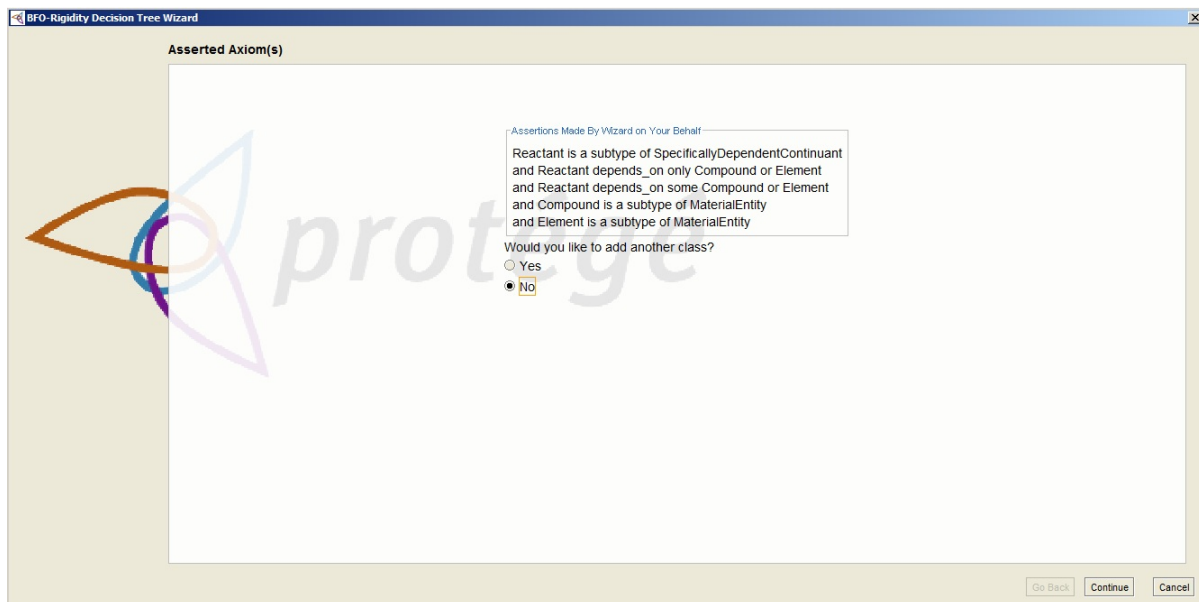 BFO-Rigidity Decision Tree Wizard
Asserted Axiom(s)
Assertions Made By Wizard on Your Behalf
Reactant is a subtype of SpecificallyDependentContinuant
and Reactant depends_on only Compound or Element
and Reactant depends_on some Compound or Element
and Compound is a subtype of MaterialEntity
and Element is a subtype of MaterialEntity
protégé
Would you like to add another class?
Yes
No
Go Back Continue Cancel